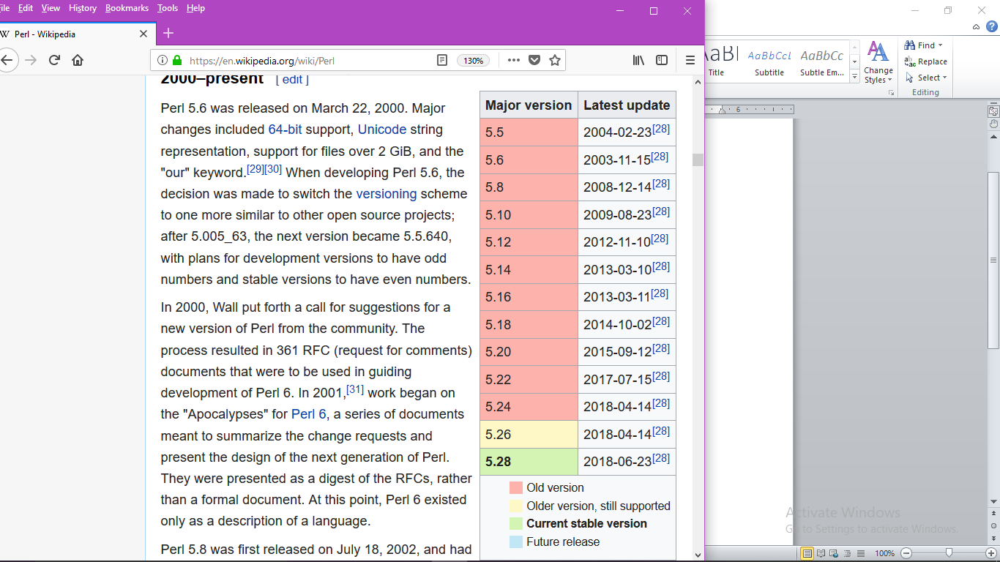 ile Edit View History Bookmarks Tools Help
W Perl - Wikipedia
https://en.wikipedia.org/wiki/Perl
130%
2000–present [ edit ]
Perl 5.6 was released on March 22, 2000. Major
changes included 64-bit support, Unicode string
representation, support for files over 2 GiB, and the
"our" keyword.[29][30] When developing Perl 5.6, the
decision was made to switch the versioning scheme
to one more similar to other open source projects;
after 5.005_63, the next version became 5.5.640,
with plans for development versions to have odd
numbers and stable versions to have even numbers.
In 2000, Wall put forth a call for suggestions for a
new version of Perl from the community. The
process resulted in 361 RFC (request for comments)
documents that were to be used in guiding
development of Perl 6. In 2001,[31] work began on
the "Apocalypses" for Perl 6, a series of documents
meant to summarize the change requests and
present the design of the next generation of Perl.
They were presented as a digest of the RFCs, rather
than a formal document. At this point, Perl 6 existed
only as a description of a language.
Perl 5.8 was first released on July 18, 2002, and had
Major version Latest update
5.5 2004-02-23[28]
5.6 2003-11-15[28]
5.8 2008-12-14[28]
5.10 2009-08-23[28]
5.12 2012-11-10[28]
5.14 2013-03-10[28]
5.16 2013-03-11[28]
5.18 2014-10-02[28]
5.20 2015-09-12[28]
5.22 2017-07-15[28]
5.24 2018-04-14[28]
5.26 2018-04-14[28]
5.28 2018-06-23[28]
Old version
Older version, still supported
Current stable version
Future release
AaBbCcL AaBbCc
Title Subtitle Subtle Em...
Change
Styles
Find
Replace
Select
Editing
6
Activate Windows
Go to Settings to activate Windows.
100%